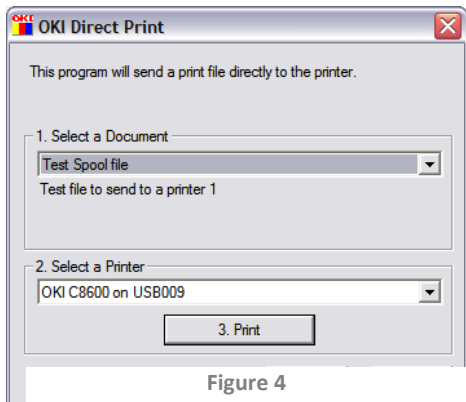 OKI OKI Direct Print
This program will send a print file directly to the printer.
1. Select a Document
Test Spool file
Test file to send to a printer 1
2. Select a Printer
OKI C8600 on USB009
3. Print
Figure 4